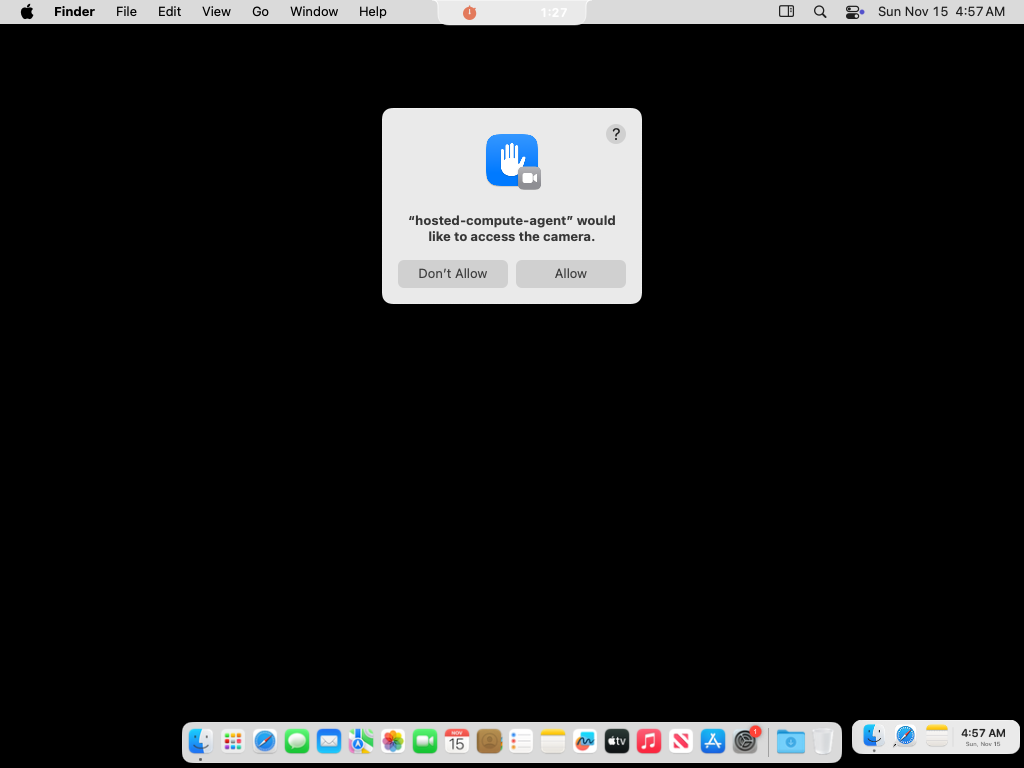 Finder File Edit View Go Window Help 1:27 Sun Nov 15 4:57 AM
?
“hosted-compute-agent” would
like to access the camera.
Don’t Allow Allow
NOV
15
tv
1
4:57 AM
Sun, Nov 15